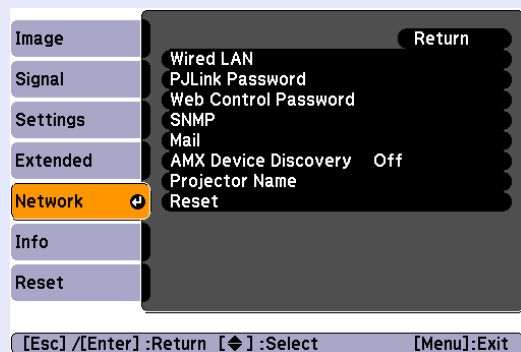 Image
Signal
Settings
Extended
Network
Info
Reset
Return
Wired LAN
PJLink Password
Web Control Password
SNMP
Mail
AMX Device Discovery Off
Projector Name
Reset
[Esc] /[Enter] :Return [◆] :Select [Menu]:Exit